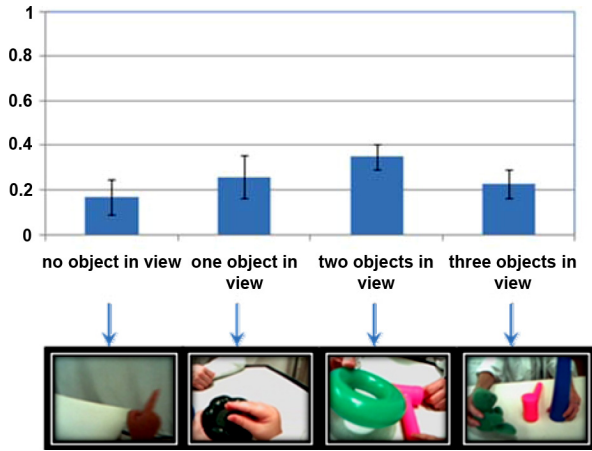 1
0.8
0.6
0.4
0.2
0
no object in view
one object in
view
two objects in
view
three objects in
view